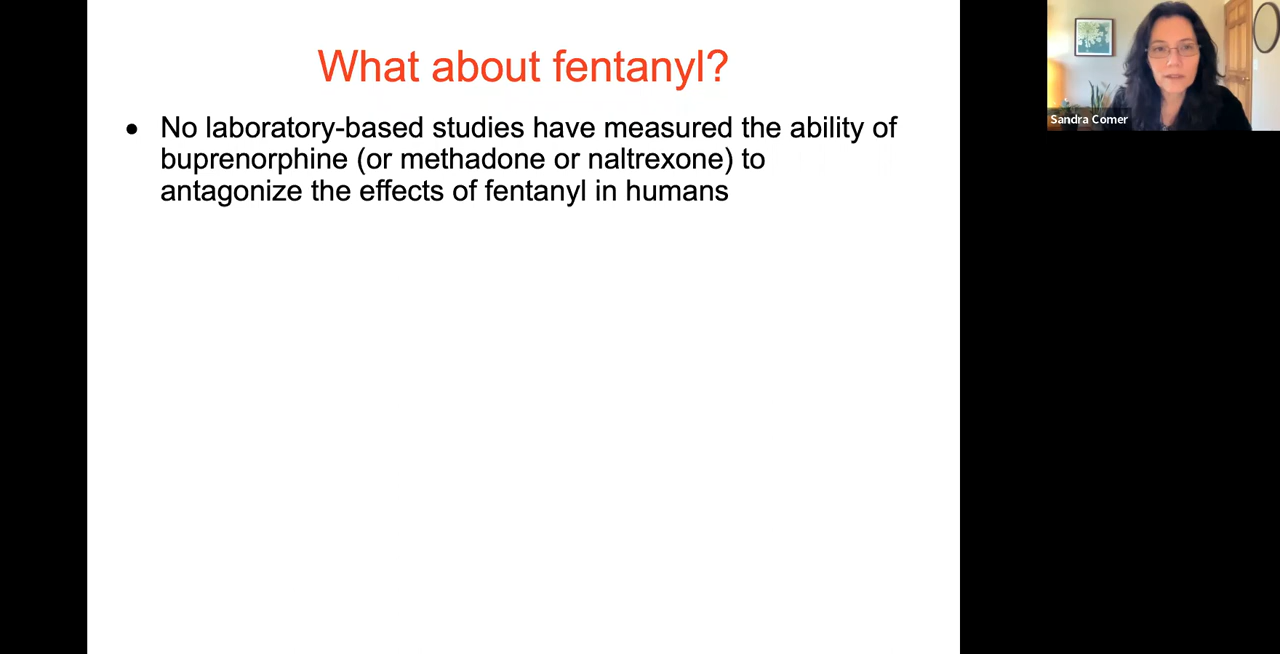 What about fentanyl?
• No laboratory-based studies have measured the ability of
buprenorphine (or methadone or naltrexone) to
antagonize the effects of fentanyl in humans
Sandra Comer